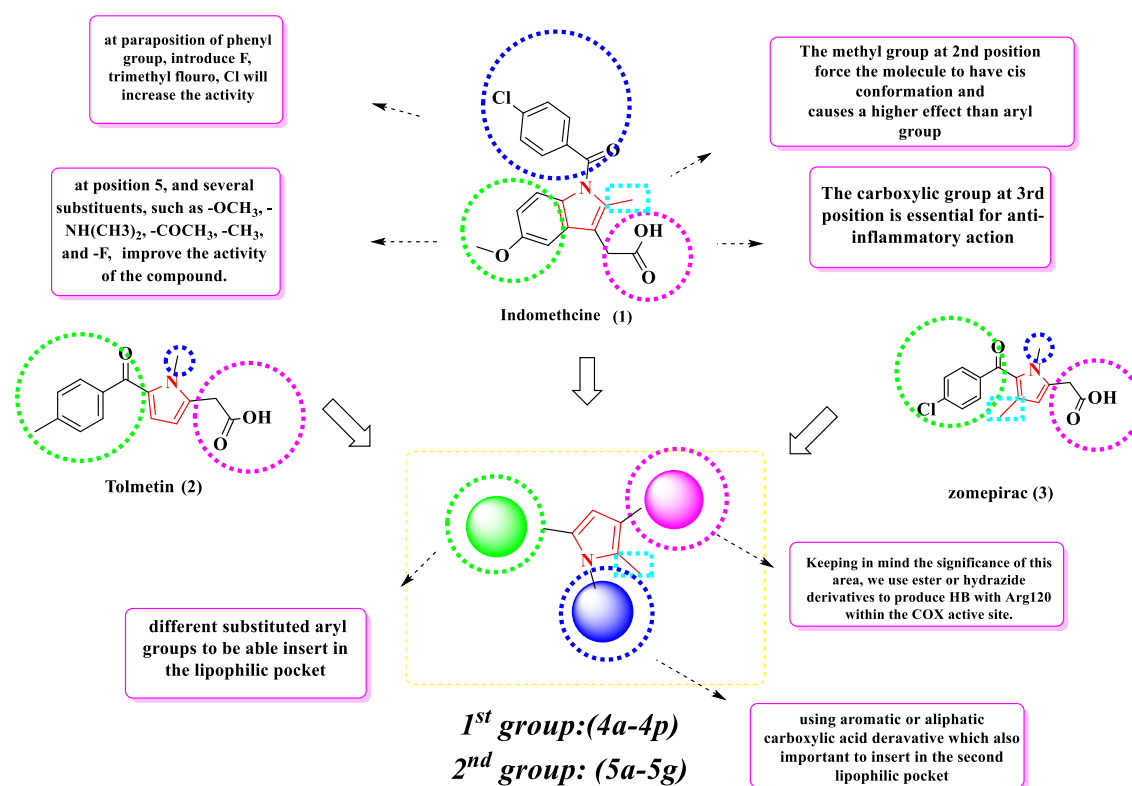 at paraposition of phenyl
group, introduce F,
trimethyl flouro, Cl will
increase the activity
The methyl group at 2nd position
force the molecule to have cis
conformation and
causes a higher effect than aryl
group
Cl
O
N
O
OH
O
at position 5, and several
substituents, such as -OCH3, -
NH(CH3)2, -COCH3, -CH3,
and -F, improve the activity
of the compound.
The carboxylic group at 3rd
position is essential for anti-
inflammatory action
Indomethcine (1)
O
N
OH
O
Tolmetin (2)
O
N
Cl
OH
O
zomepirac (3)
N
Keeping in mind the significance of this
area, we use ester or hydrazide
derivatives to produce HB with Arg120
within the COX active site.
different substituted aryl
groups to be able insert in
the lipophilic pocket
1st group:(4a-4p)
2nd group: (5a-5g)
using aromatic or aliphatic
carboxylic acid deravative which also
important to insert in the second
lipophilic pocket